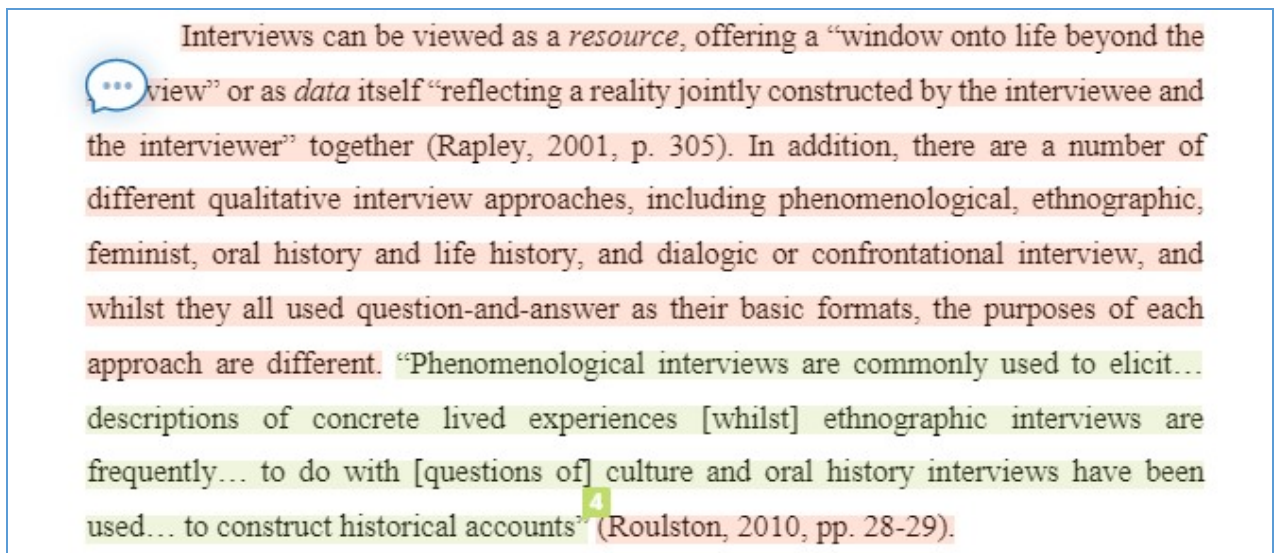 Interviews can be viewed as a resource, offering a “window onto life beyond the
view” or as data itself “reflecting a reality jointly constructed by the interviewee and
the interviewer” together (Rapley, 2001, p. 305). In addition, there are a number of
different qualitative interview approaches, including phenomenological, ethnographic,
feminist, oral history and life history, and dialogic or confrontational interview, and
whilst they all used question-and-answer as their basic formats, the purposes of each
approach are different. “Phenomenological interviews are commonly used to elicit…
descriptions of concrete lived experiences [whilst] ethnographic interviews are
frequently… to do with [questions of] culture and oral history interviews have been
4
used… to construct historical accounts” (Roulston, 2010, pp. 28-29).